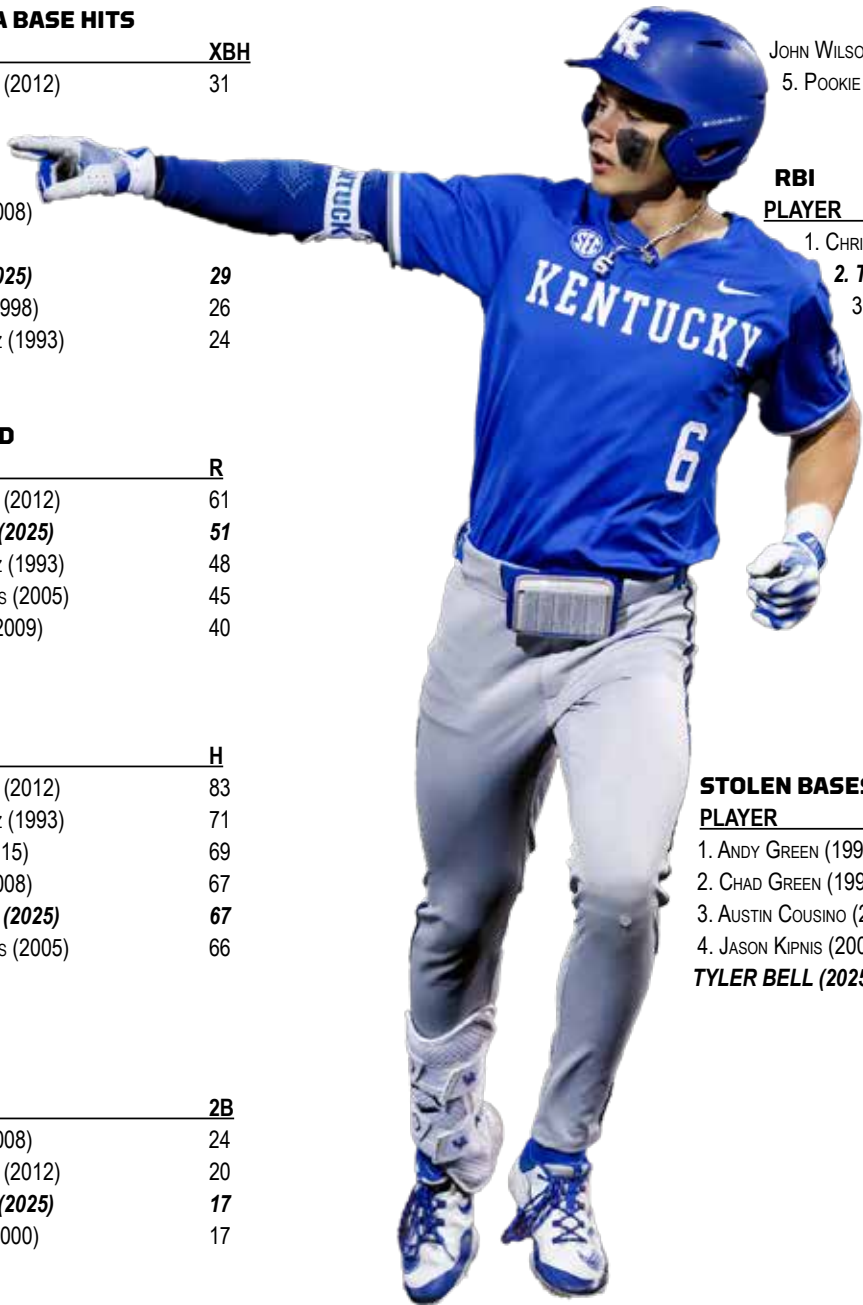 A BASE HITS
XBH
(2012) 31
008)
025) 29
998) 26
z (1993) 24
D
R
(2012) 61
(2025) 51
z (1993) 48
s (2005) 45
2009) 40
H
(2012) 83
z (1993) 71
15) 69
008) 67
(2025) 67
s (2005) 66
2B
008) 24
(2012) 20
(2025) 17
000) 17
UK
NTUCK
SEC
KENTUCKY
6
John Wilso
5. Pookie
RBI
PLAYER
1. Chri
2. T
3
STOLEN BASES
PLAYER
1. Andy Green (199
2. Chad Green (199
3. Austin Cousino (2
4. Jason Kipnis (200
TYLER BELL (2025